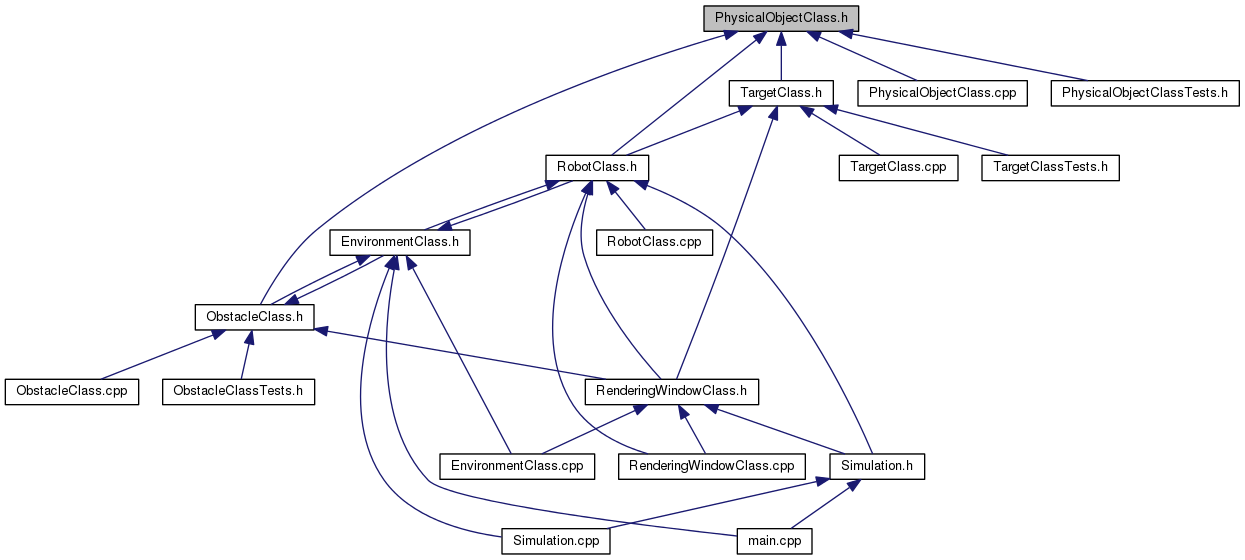 PhysicalObjectClass.h
TargetClass.h
PhysicalObjectClass.cpp
PhysicalObjectClassTests.h
RobotClass.h
TargetClass.cpp
TargetClassTests.h
EnvironmentClass.h
RobotClass.cpp
ObstacleClass.h
ObstacleClass.cpp
ObstacleClassTests.h
RenderingWindowClass.h
EnvironmentClass.cpp
RenderingWindowClass.cpp
Simulation.h
Simulation.cpp
main.cpp